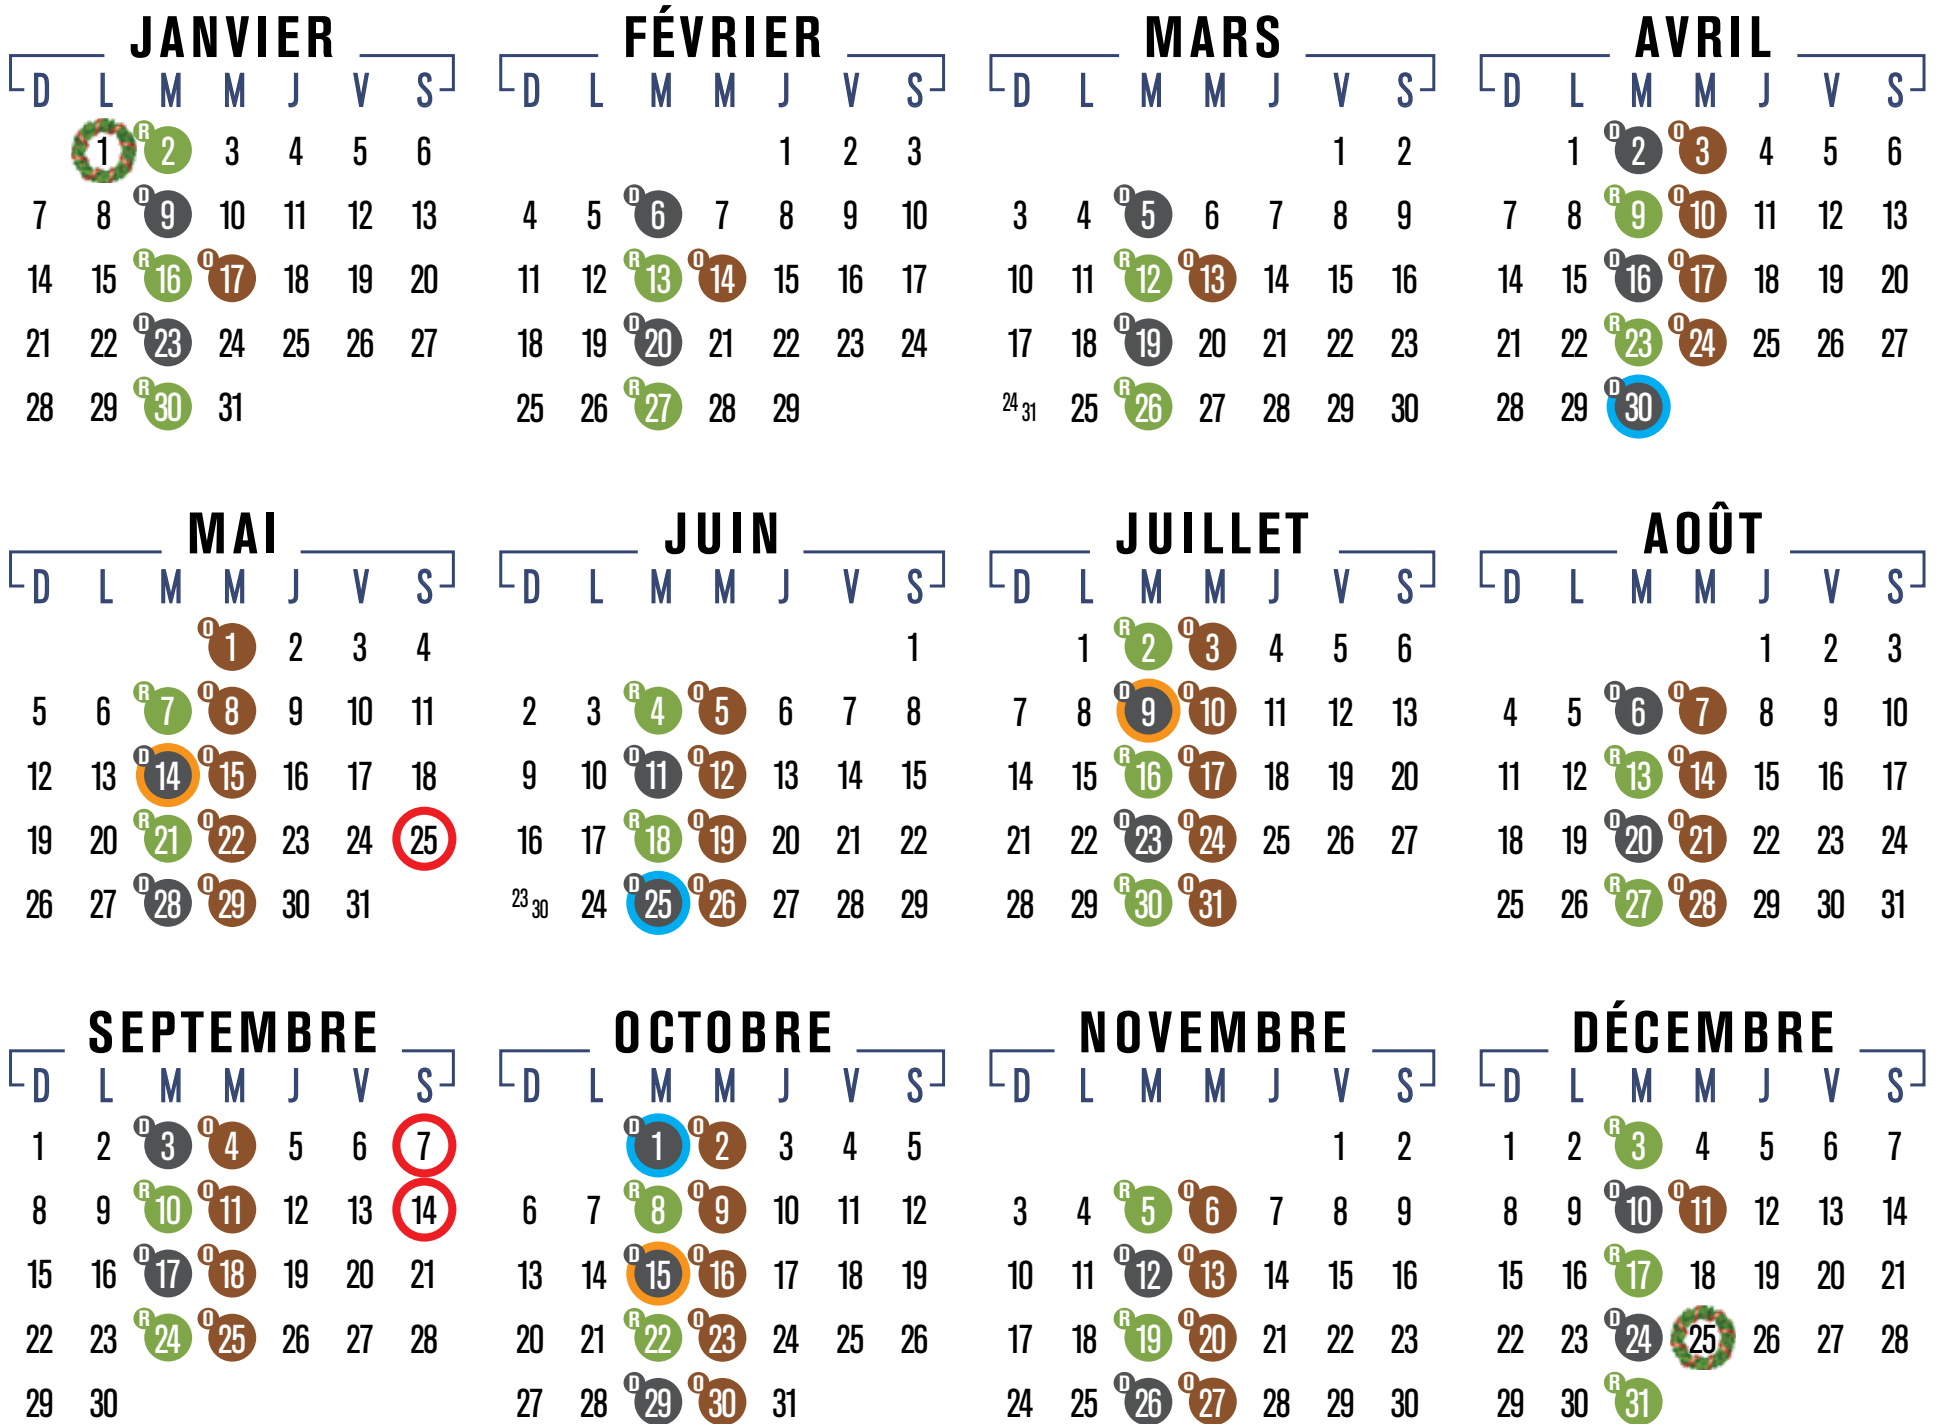 JANVIER FÉVRIER MARS AVRIL
D L M M J V S D L M M J V S D L M M J V S D L M M J V S
1 R 2 3 4 5 6 1 2 3 1 2 1 D 2 O 3 4 5 6
7 8 D 9 10 11 12 13 4 5 D 6 7 8 9 10 3 4 D 5 6 7 8 9 7 8 R 9 O 10 11 12 13
14 15 R 16 O 17 18 19 20 11 12 R 13 O 14 15 16 17 10 11 R 12 O 13 14 15 16 14 15 D 16 O 17 18 19 20
21 22 D 23 24 25 26 27 18 19 D 20 21 22 23 24 17 18 D 19 20 21 22 23 21 22 R 23 O 24 25 26 27
28 29 R 30 31 25 26 R 27 28 29 24 31 25 R 26 27 28 29 30 28 29 D 30
MAI JUIN JUILLET AOÛT
D L M M J V S D L M M J V S D L M M J V S D L M M J V S
O 1 2 3 4 1 1 R 2 O 3 4 5 6 1 2 3
5 6 R 7 O 8 9 10 11 2 3 R 4 O 5 6 7 8 7 8 D 9 O 10 11 12 13 4 5 D 6 O 7 8 9 10
12 13 D 14 O 15 16 17 18 9 10 D 11 O 12 13 14 15 14 15 R 16 O 17 18 19 20 11 12 R 13 O 14 15 16 17
19 20 R 21 O 22 23 24 25 16 17 R 18 O 19 20 21 22 21 22 D 23 O 24 25 26 27 18 19 D 20 O 21 22 23 24
26 27 D 28 O 29 30 31 23 30 24 D 25 O 26 27 28 29 28 29 R 30 O 31 25 26 R 27 O 28 29 30 31
SEPTEMBRE OCTOBRE NOVEMBRE DÉCEMBRE
D L M M J V S D L M M J V S D L M M J V S D L M M J V S
1 2 D 3 O 4 5 6 7 D 1 O 2 3 4 5 1 2 1 2 R 3 4 5 6 7
8 9 R 10 O 11 12 13 14 6 7 R 8 O 9 10 11 12 3 4 R 5 O 6 7 8 9 8 9 D 10 O 11 12 13 14
15 16 D 17 O 18 19 20 21 13 14 D 15 O 16 17 18 19 10 11 D 12 O 13 14 15 16 15 16 R 17 18 19 20 21
22 23 R 24 O 25 26 27 28 20 21 R 22 O 23 24 25 26 17 18 R 19 O 20 21 22 23 22 23 D 24 25 26 27 28
29 30 27 28 D 29 O 30 31 24 25 D 26 O 27 28 29 30 29 30 R 31